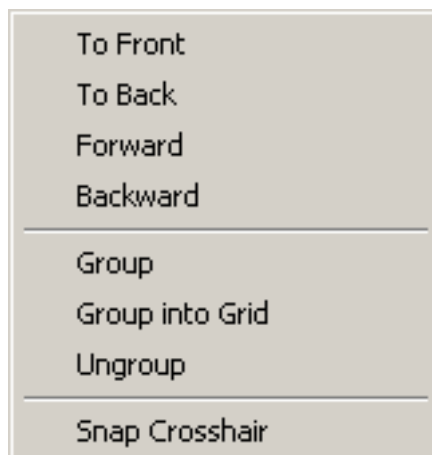 To Front
To Back
Forward
Backward
Group
Group into Grid
Ungroup
Snap Crosshair